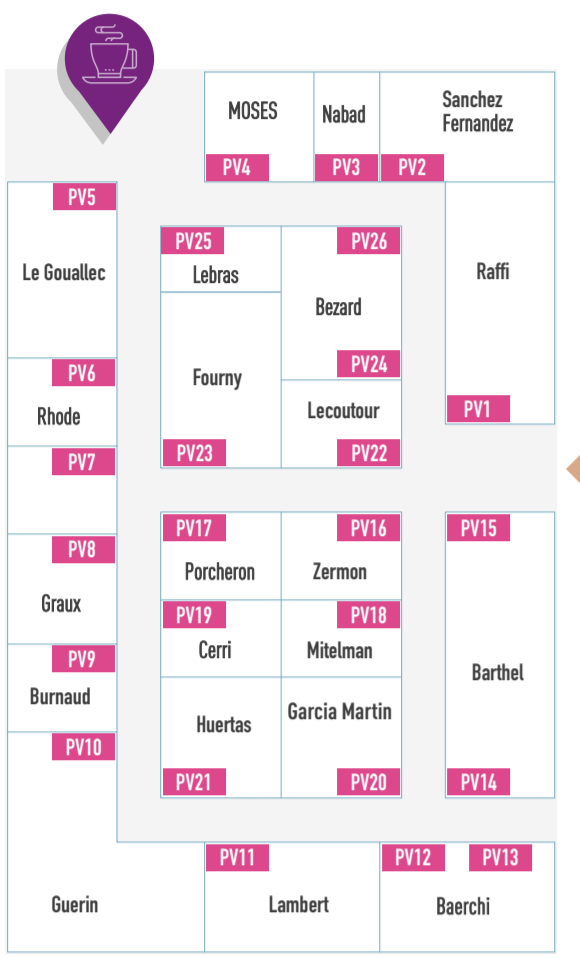 MOSES
Nabad
Sanchez
Fernandez
PV4
PV3
PV2
PV5
Le Gouallec
PV25
Lebras
PV26
Bezard
Raffi
PV6
Rhode
Fourny
PV24
Lecoutour
PV1
PV7
PV23
PV22
PV8
Graux
PV17
Porcheron
PV16
Zermon
PV15
PV19
Cerri
PV18
Mitelman
Barthel
PV9
Burnaud
Huertas
Garcia Martin
PV10
PV21
PV20
PV14
PV11
PV12
PV13
Guerin
Lambert
Baerchi